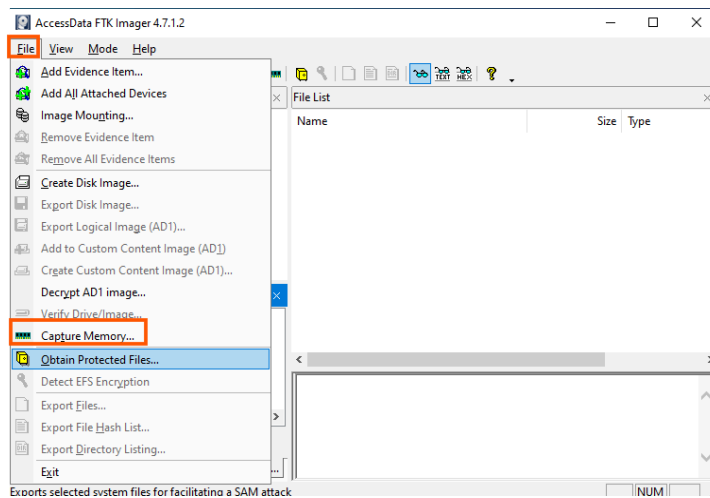 AccessData FTK Imager 4.7.1.2
File View Mode Help
Add Evidence Item...
Add All Attached Devices
Image Mounting...
Remove Evidence Item
Remove All Evidence Items
Create Disk Image...
Export Disk Image...
Export Logical Image (AD1)...
Add to Custom Content Image (AD1)
Create Custom Content Image (AD1)...
Decrypt AD1 image...
Verify Drive/Image...
Capture Memory...
Obtain Protected Files...
Detect EFS Encryption
Export Files...
Export File Hash List...
Export Directory Listing...
Exit
TEXT HEX
File List
Name Size Type
...
Exports selected system files for facilitating a SAM attack
NUM